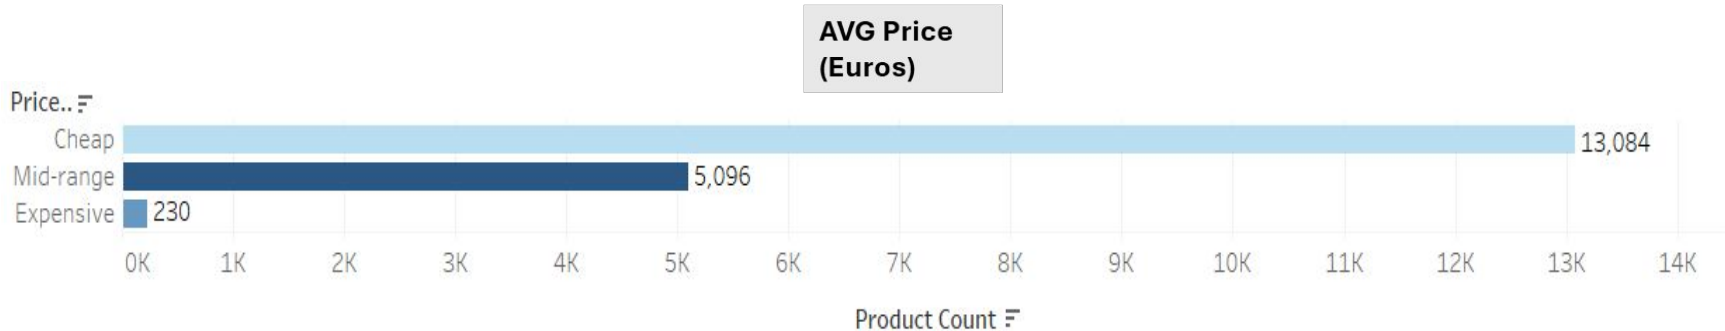 AVG Price
(Euros)
Price..
Cheap 13,084
Mid-range 5,096
Expensive 230
0K 1K 2K 3K 4K 5K 6K 7K 8K 9K 10K 11K 12K 13K 14K
Product Count